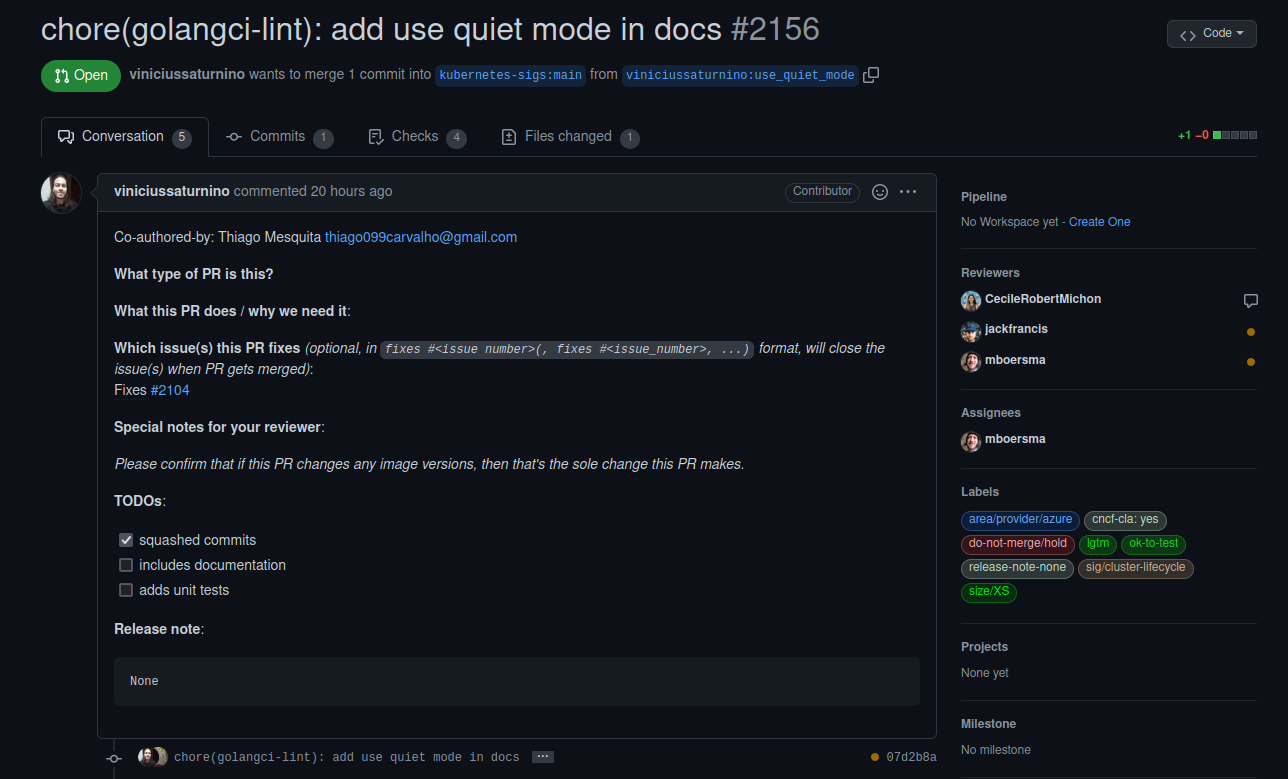 chore(golangci-lint): add use quiet mode in docs #2156
Code
Open
viniciussaturnino wants to merge 1 commit into kubernetes-sigs:main from viniciussaturnino:use_quiet_mode
Conversation 5
Commits 1
Checks 4
Files changed 1
+1 −0
viniciussaturnino commented 20 hours ago
Contributor
Co-authored-by: Thiago Mesquita thiago099carvalho@gmail.com
What type of PR is this?
What this PR does / why we need it:
Which issue(s) this PR fixes (optional, in fixes #<issue number>(, fixes #<issue_number>, ...) format, will close the
issue(s) when PR gets merged):
Fixes #2104
Special notes for your reviewer:
Please confirm that if this PR changes any image versions, then that's the sole change this PR makes.
TODOs:
squashed commits
includes documentation
adds unit tests
Release note:
None
chore(golangci-lint): add use quiet mode in docs
07d2b8a
Pipeline
No Workspace yet - Create One
Reviewers
CecileRobertMichon
jackfrancis
mboersma
Assignees
mboersma
Labels
area/provider/azure cncf-cla: yes
do-not-merge/hold lgtm ok-to-test
release-note-none sig/cluster-lifecycle
size/XS
Projects
None yet
Milestone
No milestone